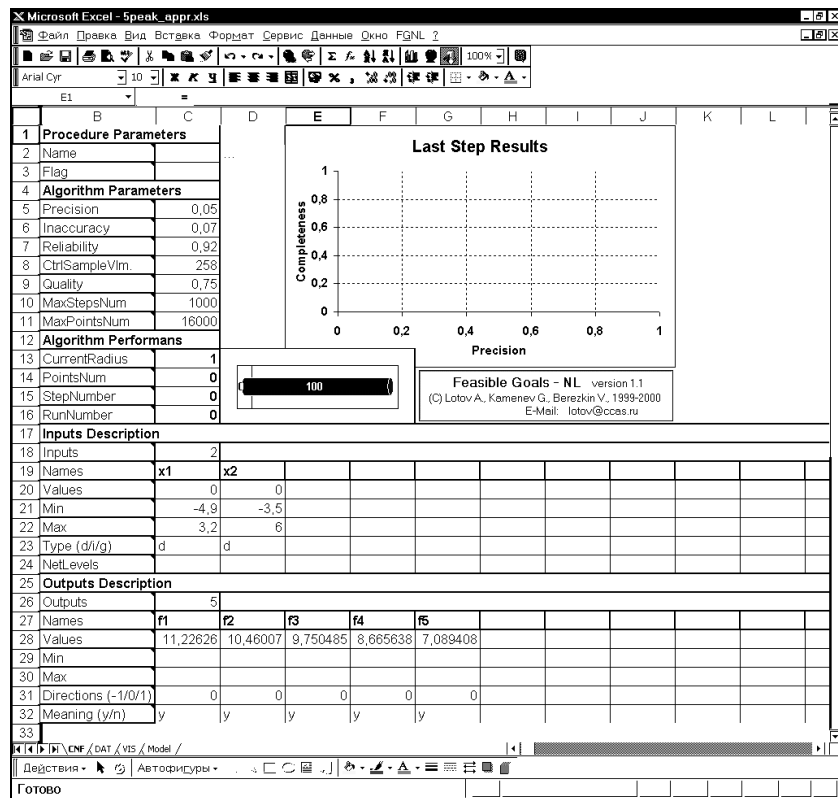 Microsoft Excel - 5peak_appr.xls
Файл Правка Вид Вставка Формат Сервис Данные Окно FGNL ?
100%
Arial Cyr 10
E1 =
B C D E F G H I J K L
1 Procedure Parameters
2 Name ...
3 Flag
4 Algorithm Parameters
5 Precision 0,05
6 Inaccuracy 0,07
7 Reliability 0,92
8 CtrlSampleVlm. 258
9 Quality 0,75
10 MaxStepsNum 1000
11 MaxPointsNum 16000
12 Algorithm Performans
13 CurrentRadius 1
14 PointsNum 0
15 StepNumber 0
16 RunNumber 0
Last Step Results
Completeness
1
0,8
0,6
0,4
0,2
0
0 0,2 0,4 0,6 0,8 1
Precision
100
Feasible Goals - NL version 1.1
(C) Lotov A., Kamenev G., Berezkin V., 1999-2000
E-Mail: lotov@ccas.ru
17 Inputs Description
18 Inputs 2
19 Names x1 x2
20 Values 0 0
21 Min -4,9 -3,5
22 Max 3,2 6
23 Type (d/i/g) d d
24 NetLevels
25 Outputs Description
26 Outputs 5
27 Names f1 f2 f3 f4 f5
28 Values 11,22626 10,46007 9,750485 8,665638 7,089408
29 Min
30 Max
31 Directions (-1/0/1) 0 0 0 0 0
32 Meaning (y/n) y y y y y
33
CNF DAT VIS Model
Действия Автофигуры
Готово